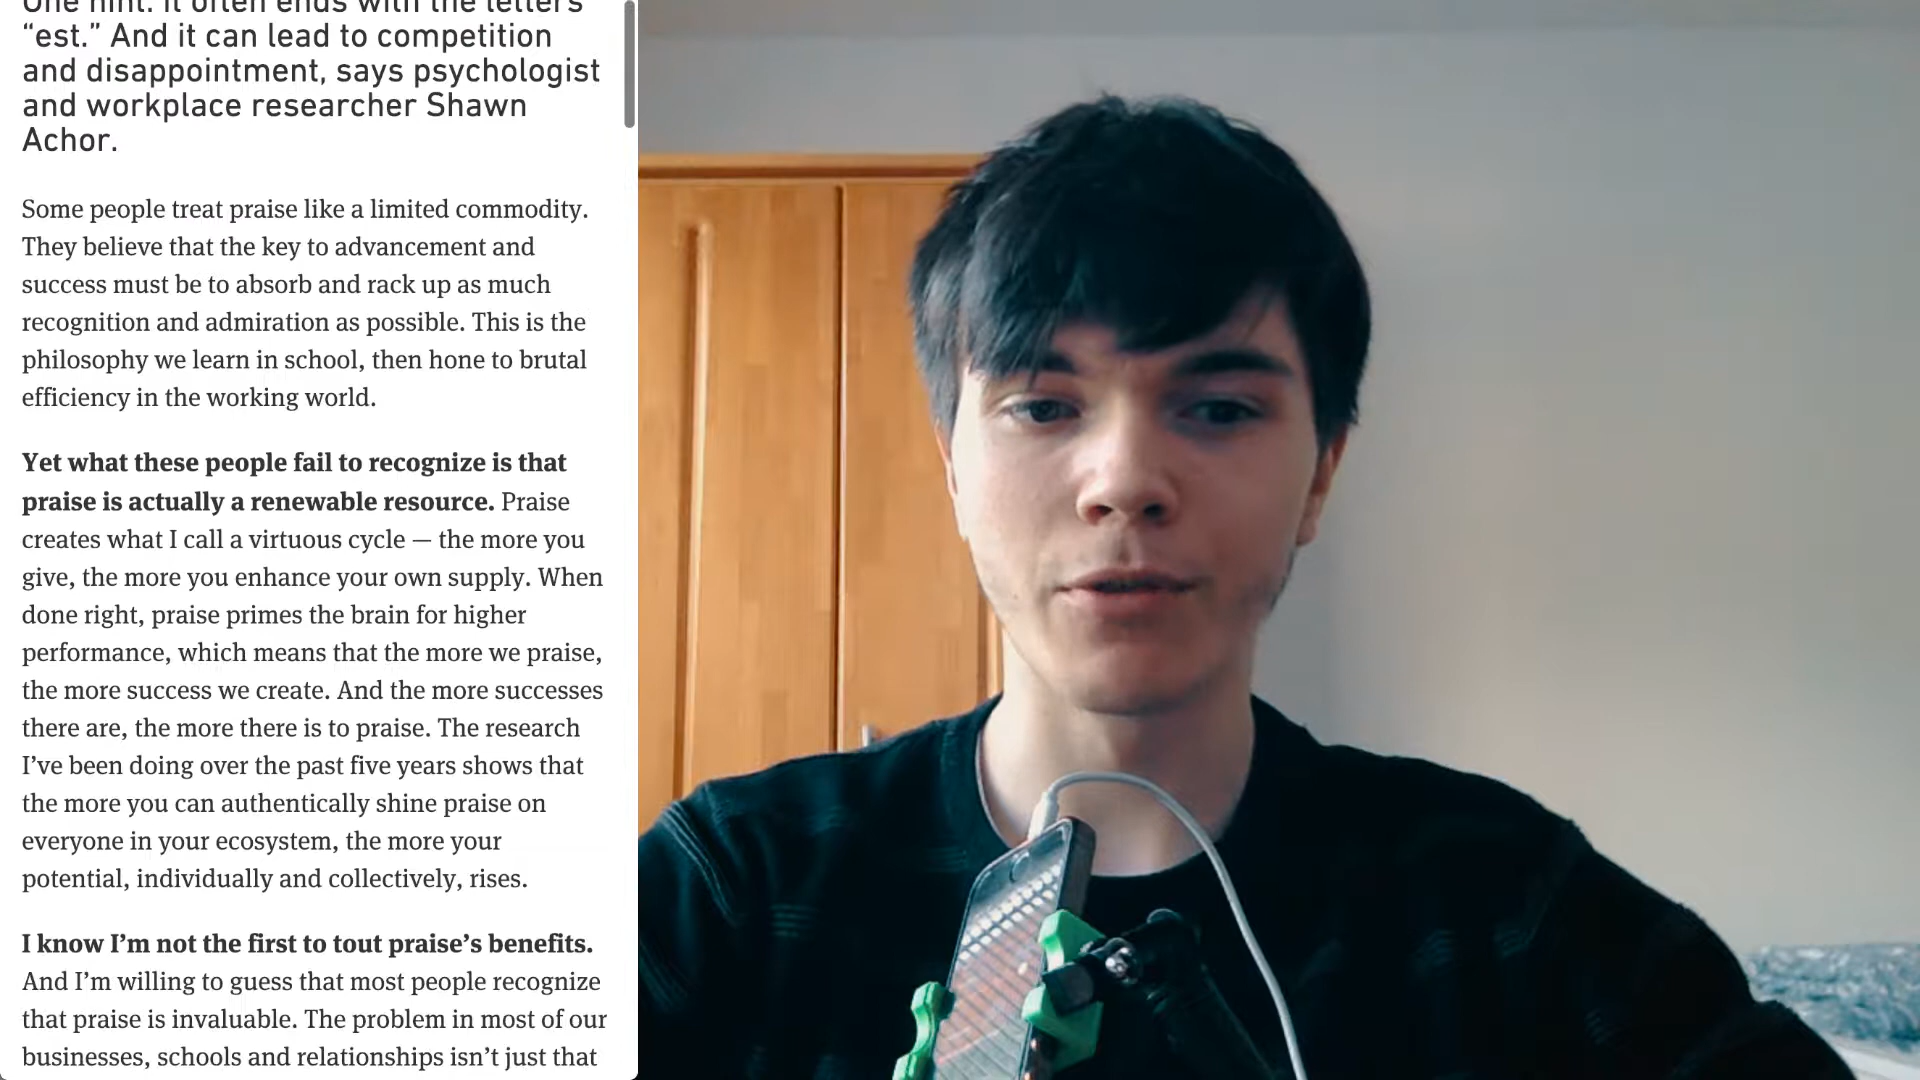 One hint: it often ends with the letters
“est.” And it can lead to competition
and disappointment, says psychologist
and workplace researcher Shawn
Achor.
Some people treat praise like a limited commodity.
They believe that the key to advancement and
success must be to absorb and rack up as much
recognition and admiration as possible. This is the
philosophy we learn in school, then hone to brutal
efficiency in the working world.
Yet what these people fail to recognize is that
praise is actually a renewable resource. Praise
creates what I call a virtuous cycle — the more you
give, the more you enhance your own supply. When
done right, praise primes the brain for higher
performance, which means that the more we praise,
the more success we create. And the more successes
there are, the more there is to praise. The research
I’ve been doing over the past five years shows that
the more you can authentically shine praise on
everyone in your ecosystem, the more your
potential, individually and collectively, rises.
I know I’m not the first to tout praise’s benefits.
And I’m willing to guess that most people recognize
that praise is invaluable. The problem in most of our
businesses, schools and relationships isn’t just that